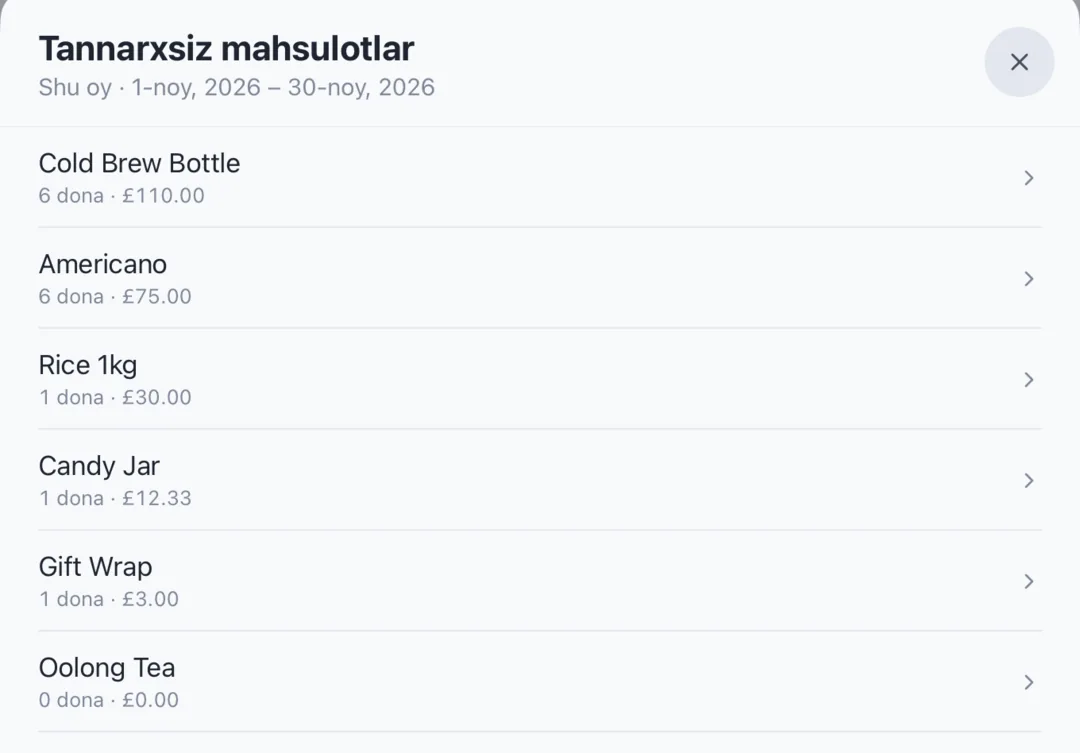 Tannarxsiz mahsulotlar
Shu oy · 1-noy, 2026 – 30-noy, 2026
Cold Brew Bottle
6 dona · £110.00
Americano
6 dona · £75.00
Rice 1kg
1 dona · £30.00
Candy Jar
1 dona · £12.33
Gift Wrap
1 dona · £3.00
Oolong Tea
0 dona · £0.00